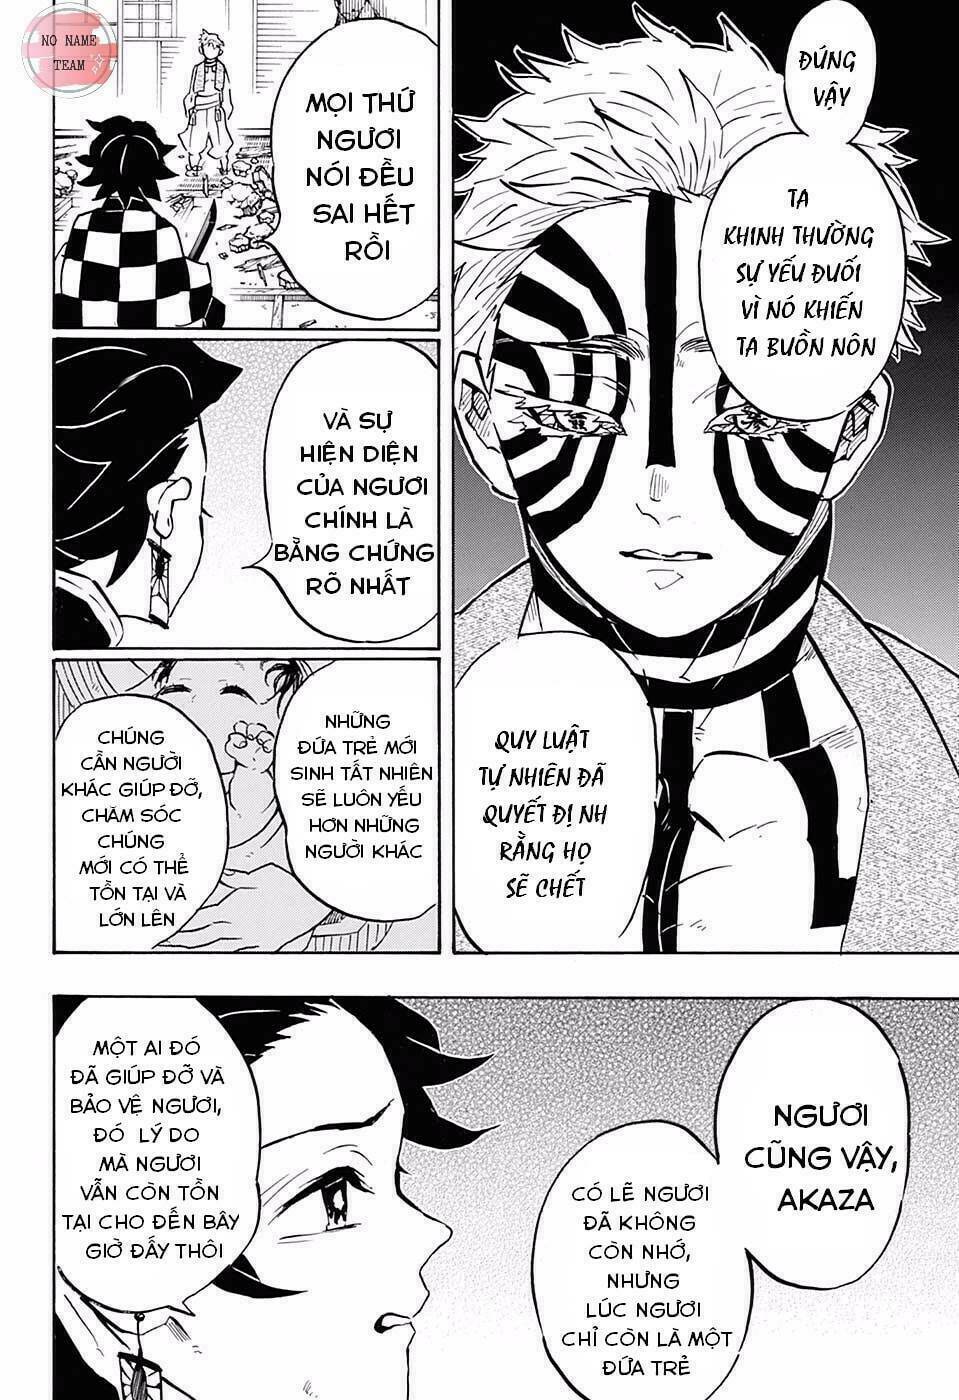 NO NAME
TEAM
ĐÚNG
VẬY
TA
KHINH THƯỜNG
SỰ YẾU ĐUỐI
VÌ NÓ KHIẾN
TA BUỒN NÔN
QUY LUẬT
TỰ NHIÊN ĐÃ
QUYẾT ĐỊ NH
RẰNG HỌ
SẼ CHẾT
MỌI THỨ
NGƯƠI
NÓI ĐỀU
SAI HẾT
RỒI
VÀ SỰ
HIỆN DIỆN
CỦA NGƯƠI
CHÍNH LÀ
BẰNG CHỨNG
RÕ NHẤT
NHỮNG
ĐỨA TRẺ MỚI
SINH TẤT NHIÊN
SẼ LUÔN YẾU
HƠN NHỮNG
NGƯỜI KHÁC
CHÚNG
CẦN NGƯỜI
KHÁC GIÚP ĐỠ,
CHĂM SÓC
CHÚNG
MỚI CÓ THỂ
TỒN TẠI VÀ
LỚN LÊN
NGƯƠI
CŨNG VẬY,
AKAZA
CÓ LẼ NGƯƠI
ĐÃ KHÔNG
CÒN NHỚ,
NHƯNG
LÚC NGƯƠI
CHỈ CÒN LÀ MỘT
ĐỨA TRẺ
MỘT AI ĐÓ
ĐÃ GIÚP ĐỠ VÀ
BẢO VỆ NGƯƠI,
ĐÓ LÝ DO
MÀ NGƯƠI
VẪN CÒN TỒN
TẠI CHO ĐẾN BÂY
GIỜ ĐẤY THÔI